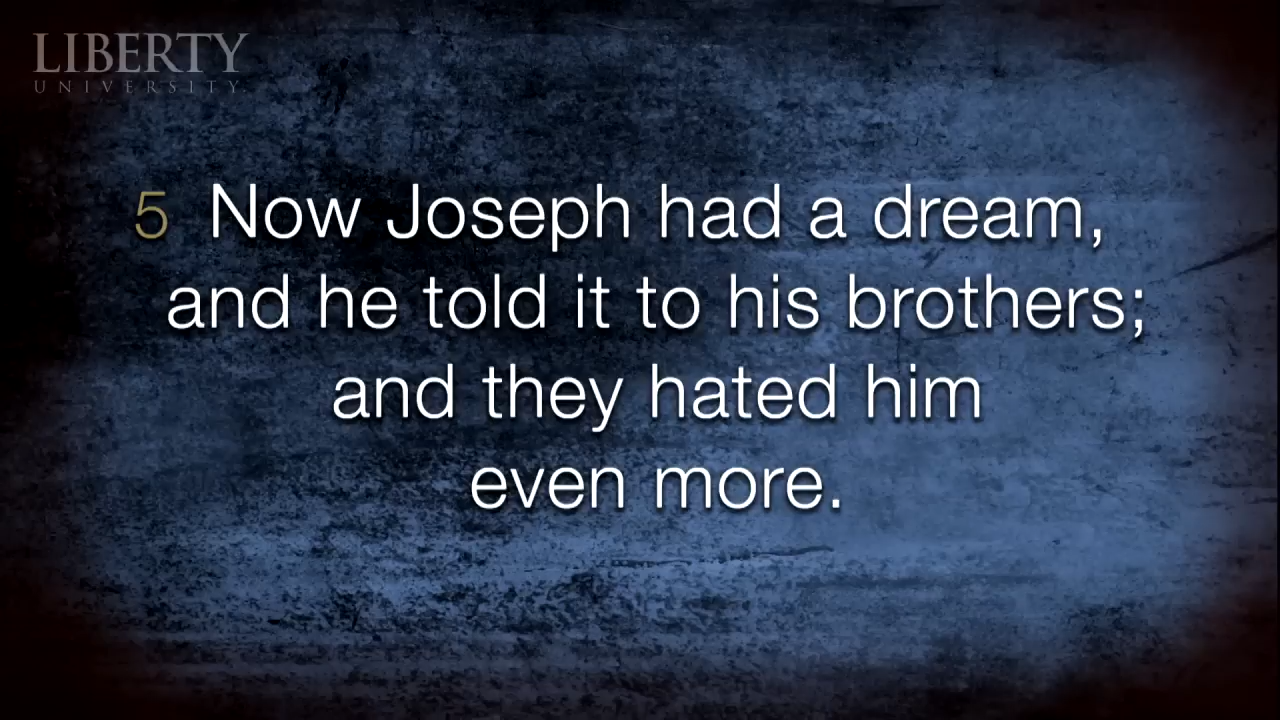 LIBERTY
UNIVERSITY.
5 Now Joseph had a dream,
and he told it to his brothers;
and they hated him
even more.